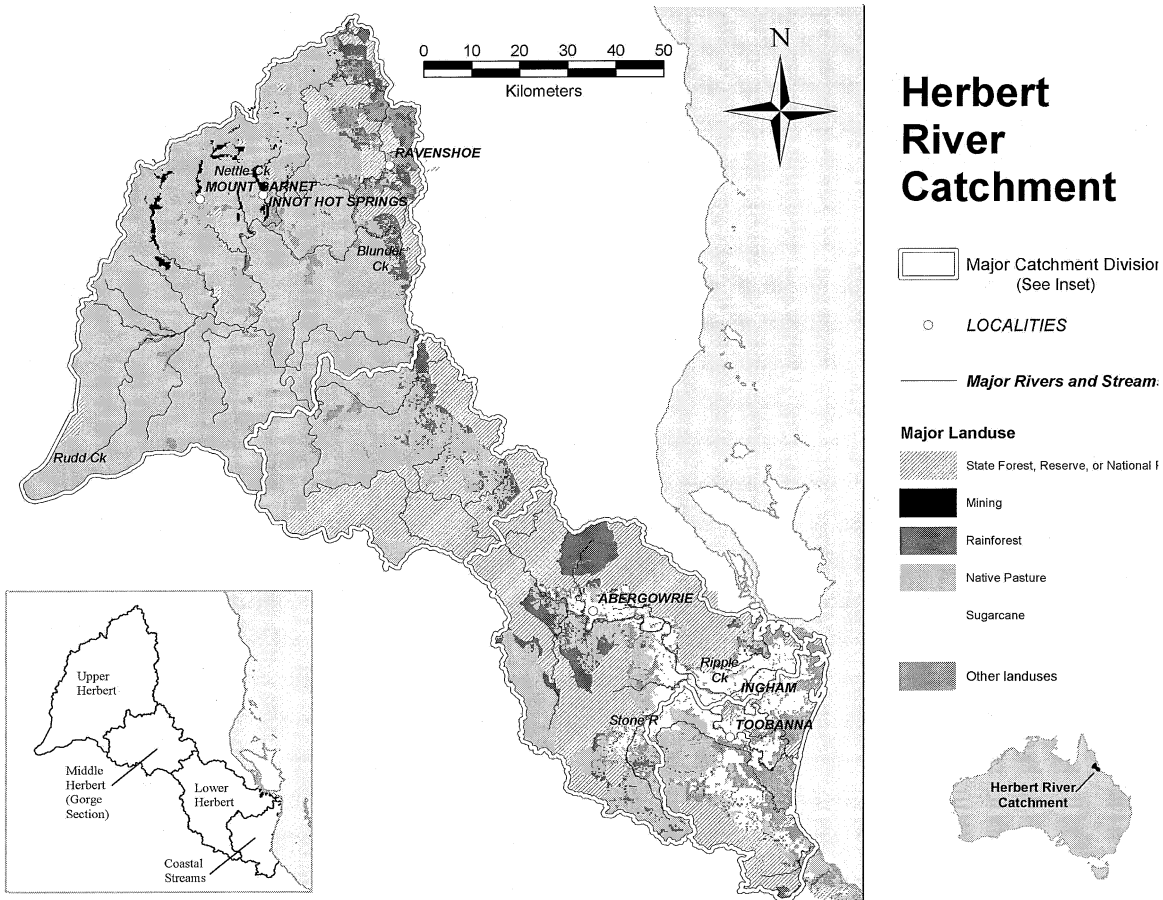 0 10 20 30 40 50
Kilometers
N
Herbert
River
Catchment
RAVENSHOE
Nettle Ck
MOUNT GARNET
INNOT HOT SPRINGS
Blunder
Ck
Rudd Ck
ABERGOWRIE
Ripple
Ck
INGHAM
Stone R
TOOBANNA
Major Catchment Division
(See Inset)
LOCALITIES
Major Rivers and Stream
Major Landuse
State Forest, Reserve, or National
Mining
Rainforest
Native Pasture
Sugarcane
Other landuses
Upper
Herbert
Middle
Herbert
(Gorge
Section)
Lower
Herbert
Coastal
Streams
Herbert River
Catchment